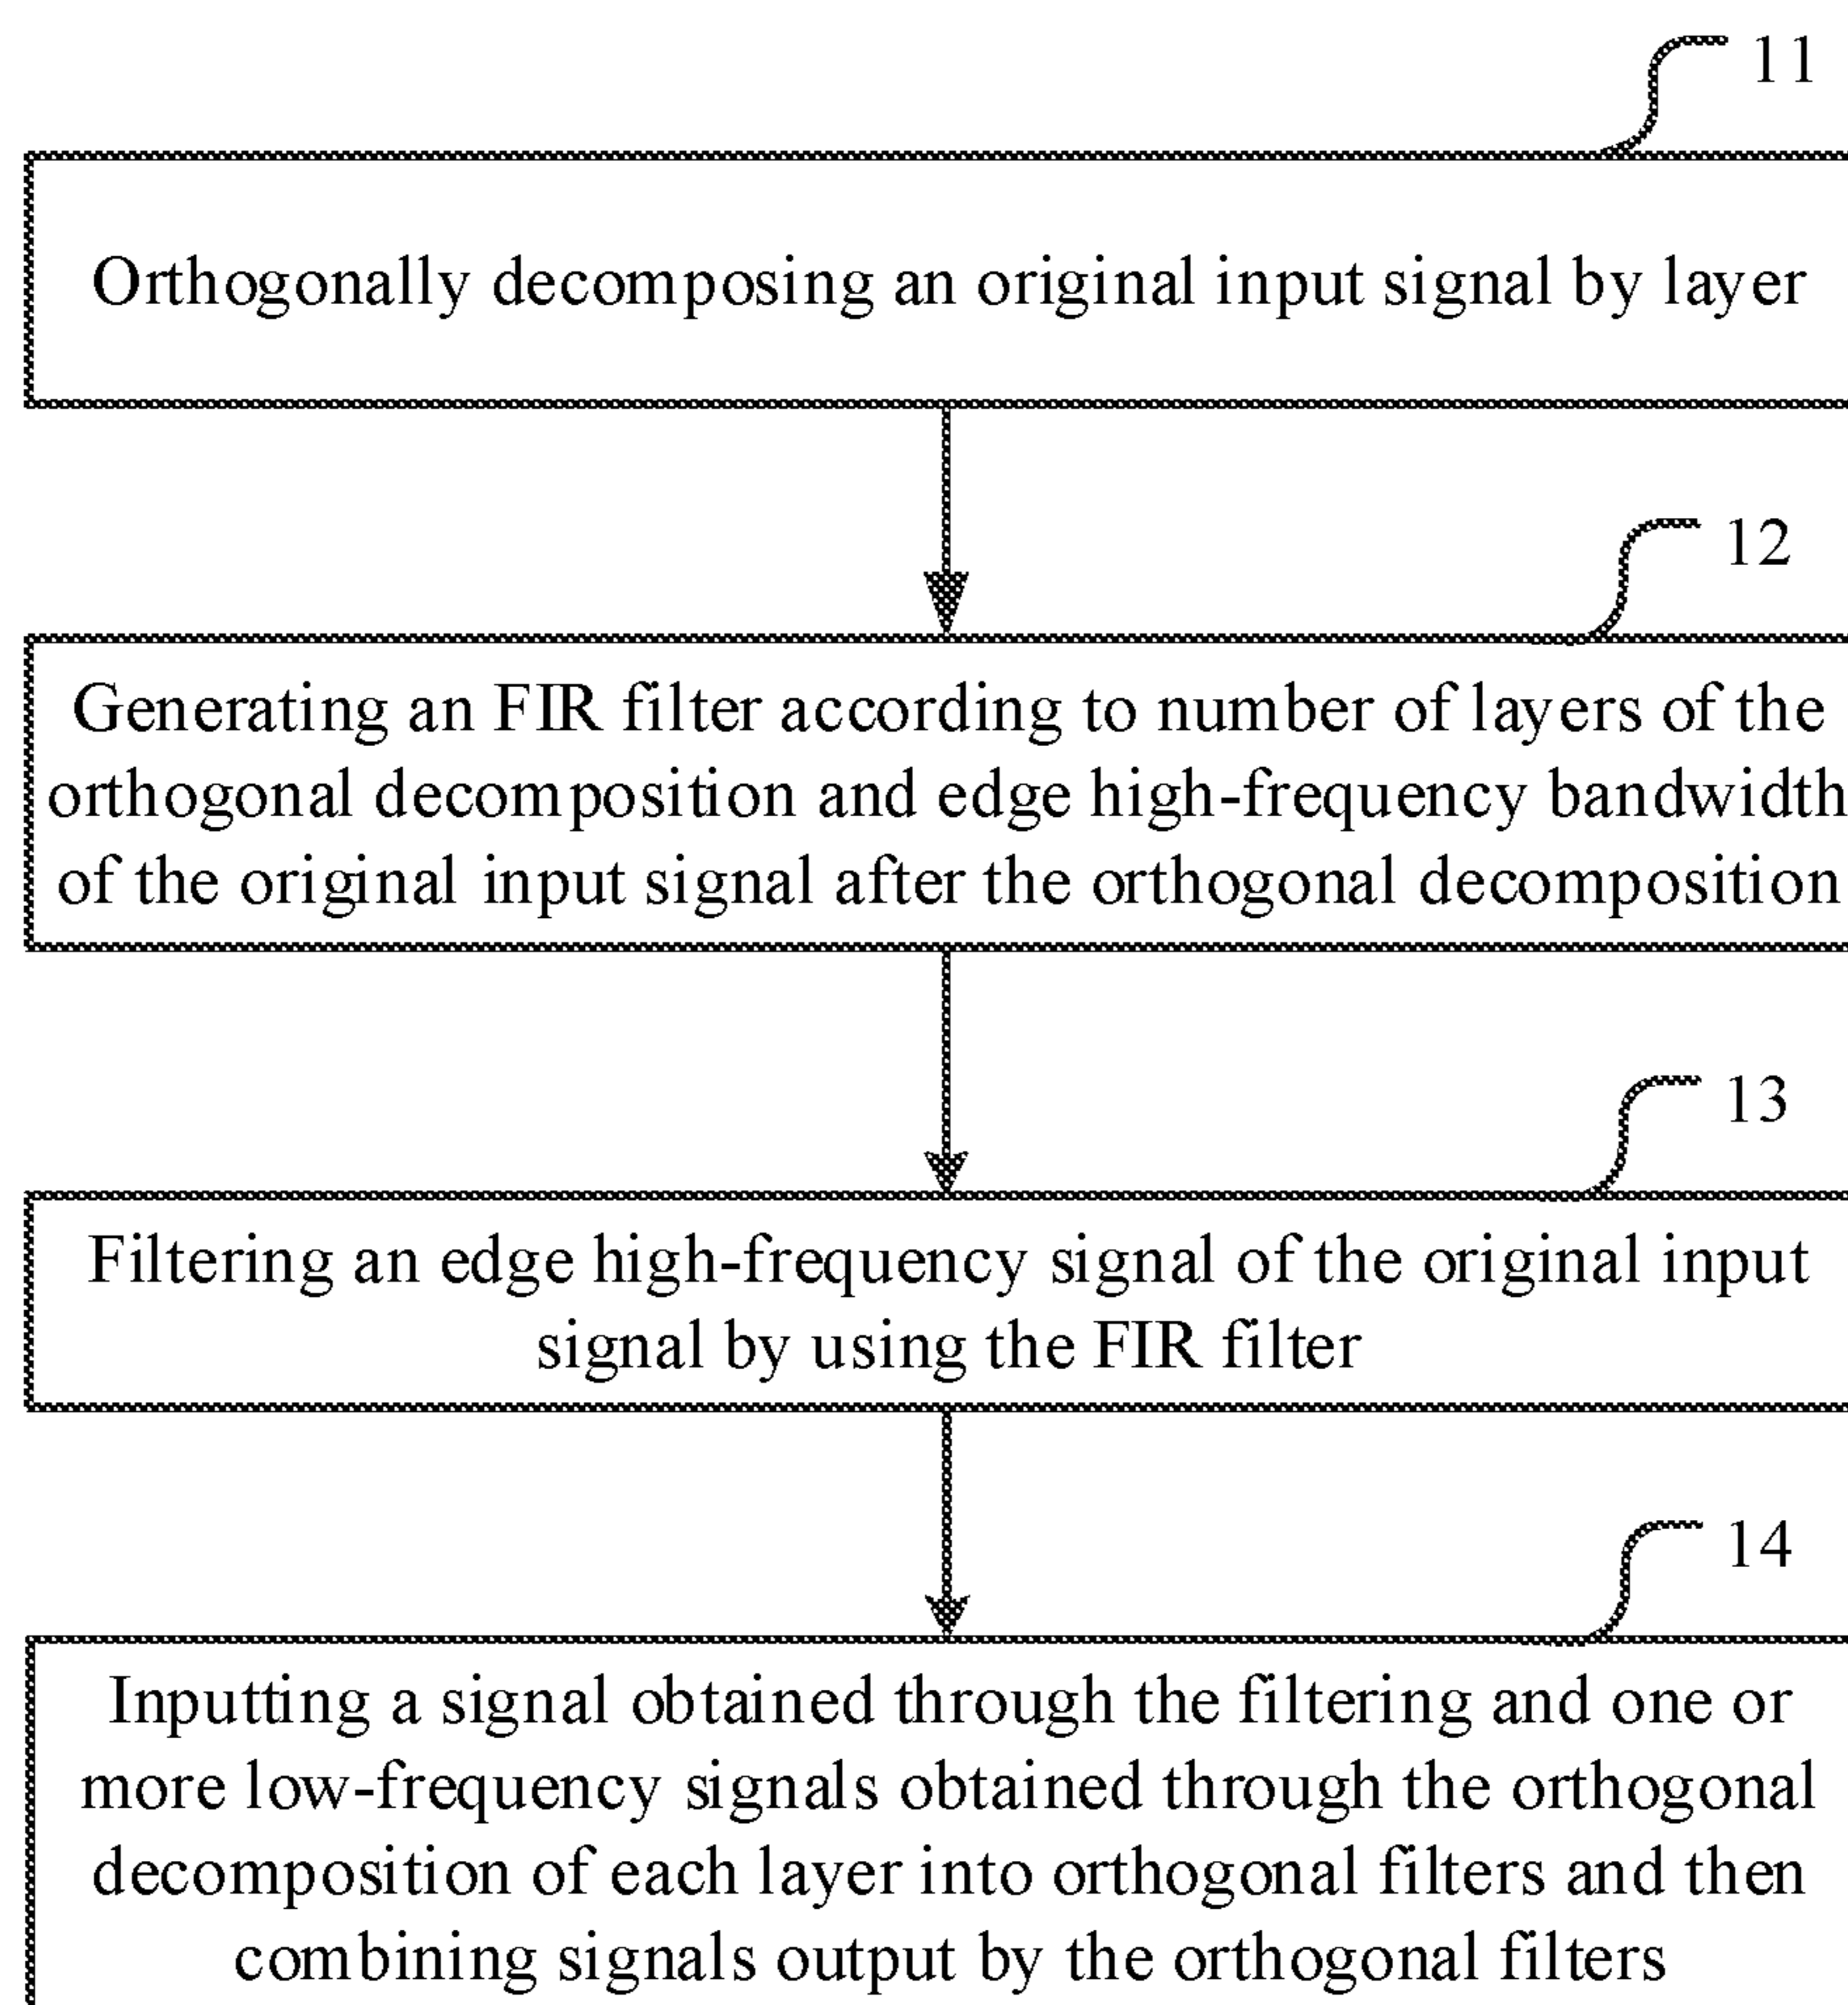 11
Orthogonally decomposing an original input signal by layer
12
Generating an FIR filter according to number of layers of the
orthogonal decomposition and edge high-frequency bandwidth
of the original input signal after the orthogonal decomposition
13
Filtering an edge high-frequency signal of the original input
signal by using the FIR filter
14
Inputting a signal obtained through the filtering and one or
more low-frequency signals obtained through the orthogonal
decomposition of each layer into orthogonal filters and then
combining signals output by the orthogonal filters